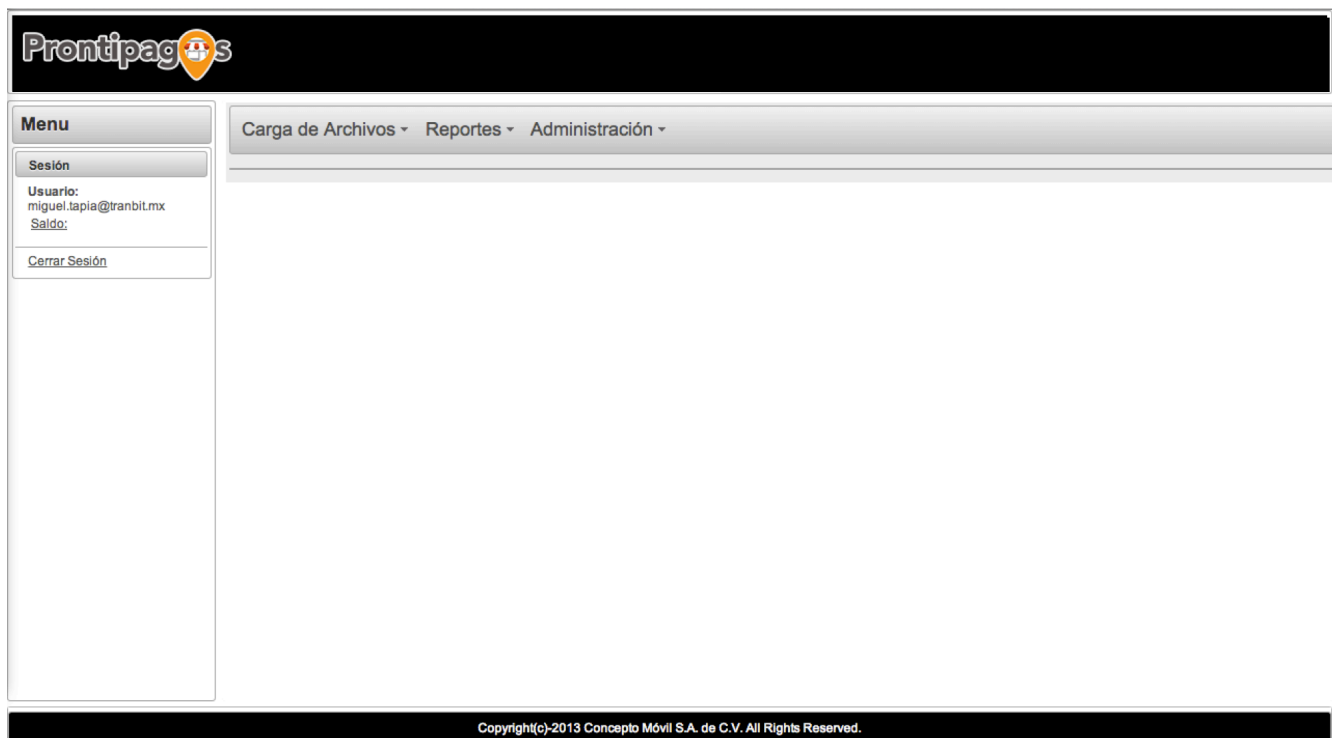 Prontipagos
Menu
Carga de Archivos Reportes Administración
Sesión
Usuario:
miguel.tapia@tranbit.mx
Saldo:
Cerrar Sesión
Copyright(c)-2013 Concepto Móvil S.A. de C.V. All Rights Reserved.